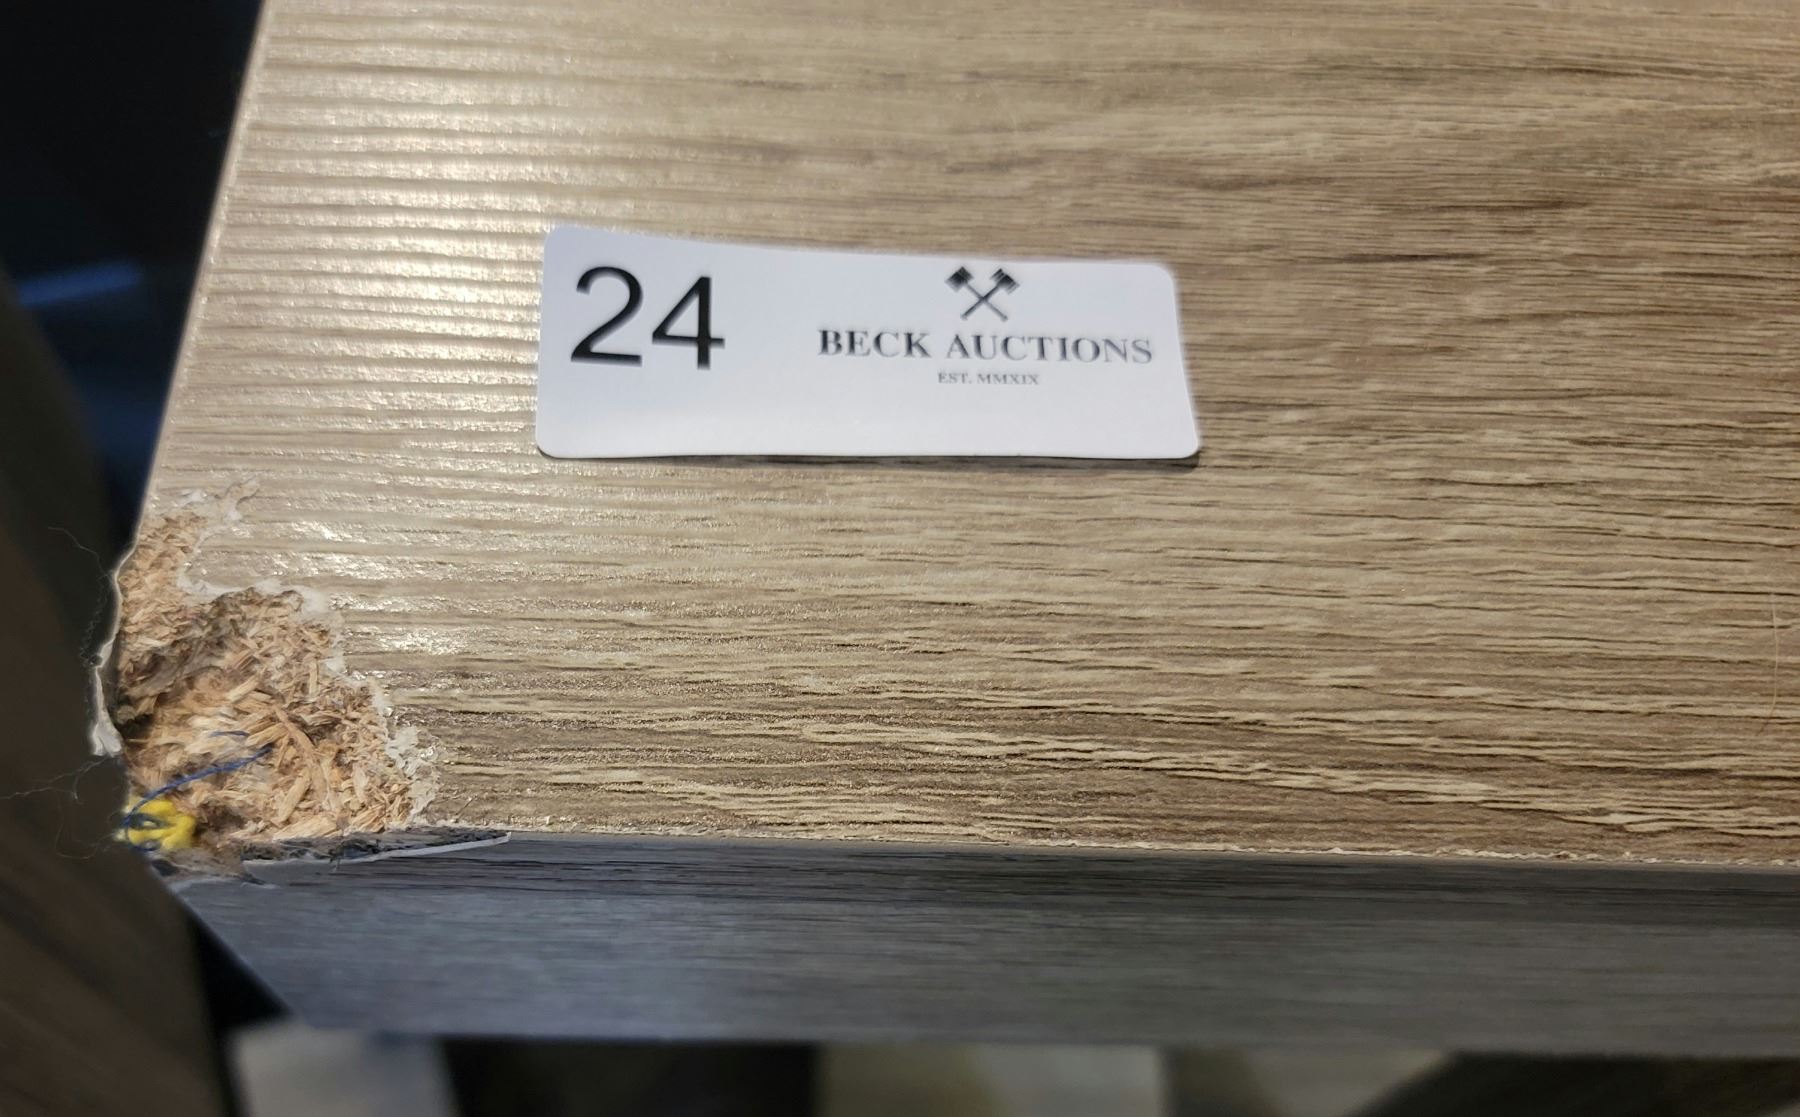 24
BECK AUCTIONS
EST. MMXIX